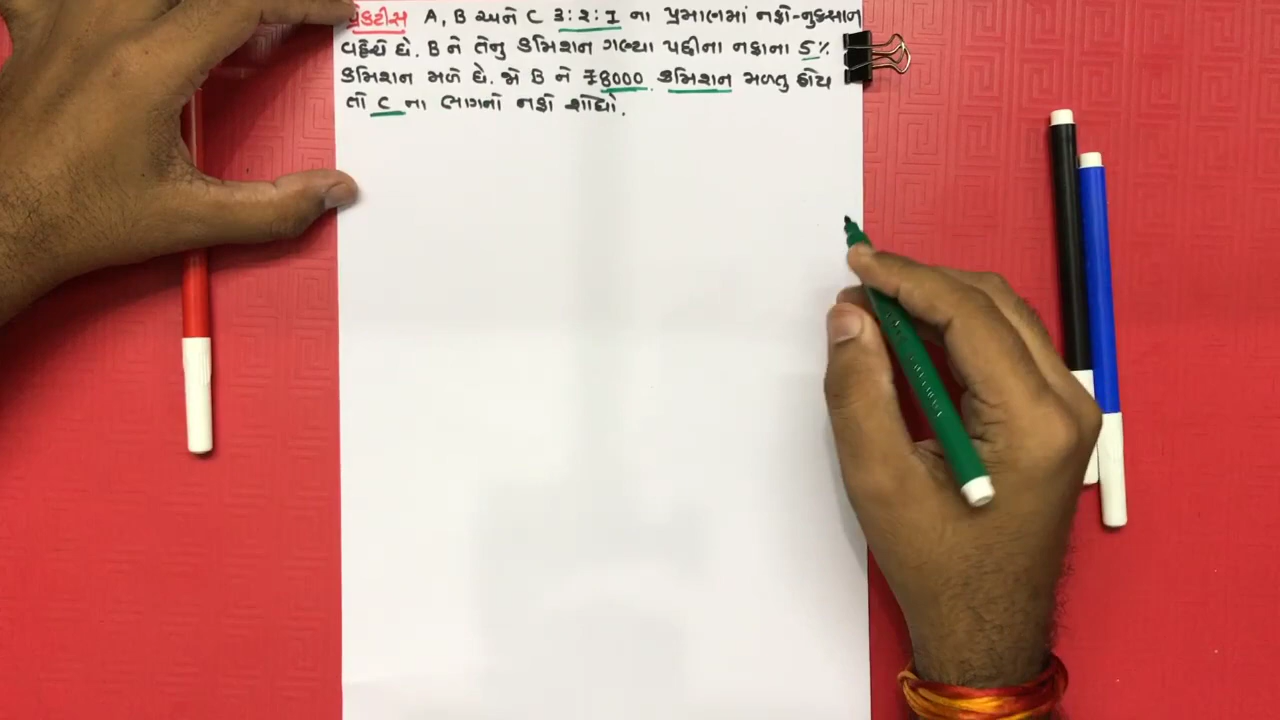 પ્રેક્ટીસ A, B અને C 3:2:1 ના પ્રમાણમાં નફો-નુકસાન
વહેંચે છે. B ને તેનુ કમિશન ગણ્યા પછીના નફાના 5%
કમિશન મળે છે. જો B ને ₹8000 કમિશન મળતુ હોય
તો C ના ભાગનો નફો શોધો.